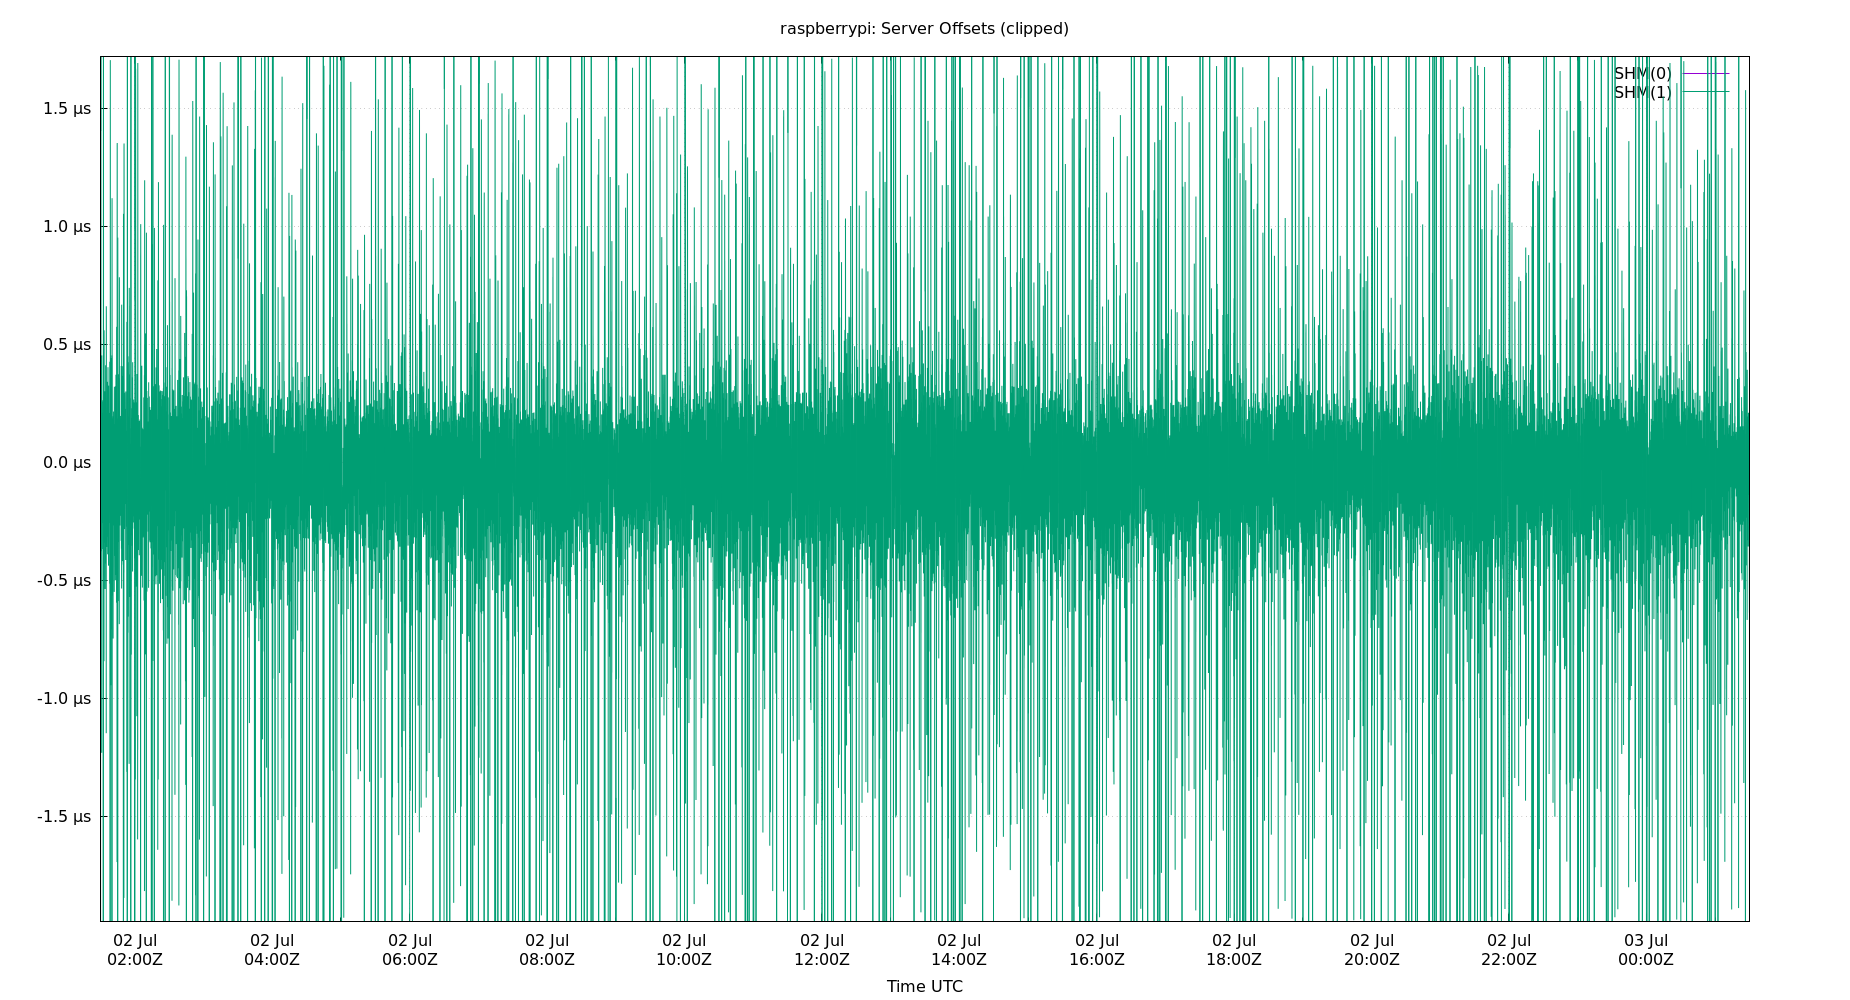 raspberrypi: Server Offsets (clipped)
SHM(0)
SHM(1)
1.5 µs
1.0 µs
0.5 µs
0.0 µs
-0.5 µs
-1.0 µs
-1.5 µs
02 Jul 02 Jul 02 Jul 02 Jul 02 Jul 02 Jul 02 Jul 02 Jul 02 Jul 02 Jul 02 Jul 03 Jul
02:00Z 04:00Z 06:00Z 08:00Z 10:00Z 12:00Z 14:00Z 16:00Z 18:00Z 20:00Z 22:00Z 00:00Z
Time UTC